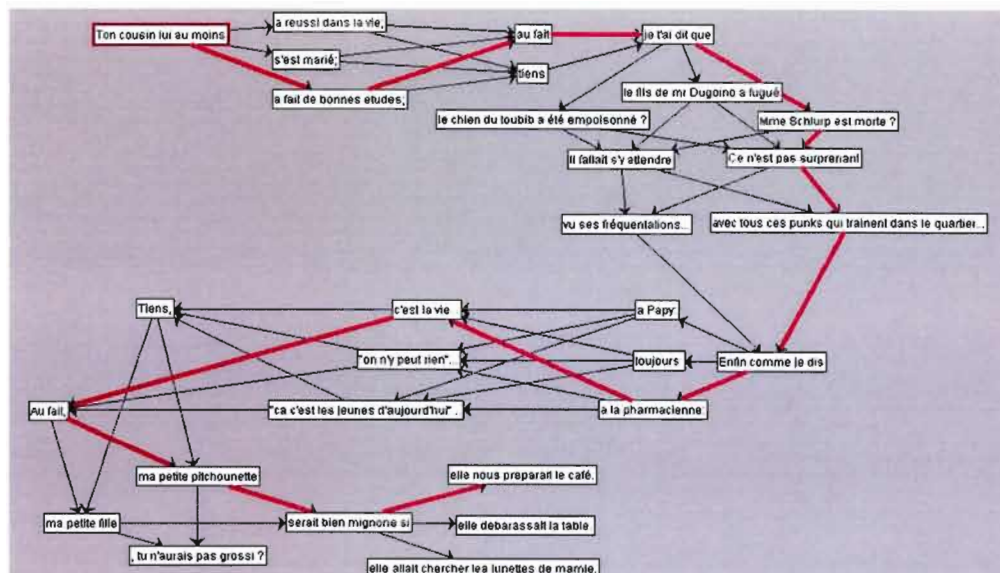 Ton cousin lui au moins
a reussi dans la vie,
s'est marié;
a fait de bonnes etudes;
au fait
tiens
je t'ai dit que
le fils de mr Dugoino a fugué
le chien du toubib a été empoisonné ?
Mme Schlurp est morte ?
Il fallait s'y attendre
Ce n'est pas surprenant
vu ses fréquentations...
avec tous ces punks qui trainent dans le quartier...
Enfin comme je dis
a Papy
toujours
a la pharmacienne
c'est la vie...
"on n'y peut rien"...
"ca c'est les jeunes d'aujourd'hui"...
Tiens,
Au fait,
ma petite pitchounette
ma petite fille
, tu n'aurais pas grossi ?
serait bien mignone si
elle nous preparait le café.
elle debarassait la table.
elle allait chercher les lunettes de mamie.